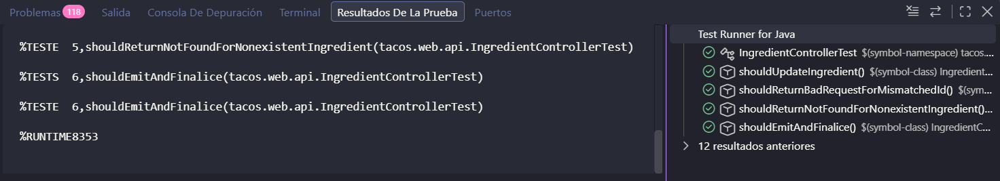 Problemas 118 Salida Consola De Depuración Terminal Resultados De La Prueba Puertos
%TESTE 5,shouldReturnNotFoundForNonexistentIngredient(tacos.web.api.IngredientControllerTest)
%TESTS 6,shouldEmitAndFinalice(tacos.web.api.IngredientControllerTest)
%TESTE 6,shouldEmitAndFinalice(tacos.web.api.IngredientControllerTest)
%RUNTIME8353
Test Runner for Java
IngredientControllerTest $(symbol-namespace) tacos....
shouldUpdateIngredient() $(symbol-class) Ingredient...
shouldReturnBadRequestForMismatchedId() $(sym...
shouldReturnNotFoundForNonexistentIngredient()...
shouldEmitAndFinalice() $(symbol-class) IngredientC...
12 resultados anteriores